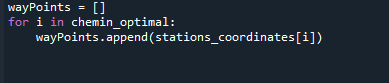 wayPoints = []
for i in chemin_optimal:
    wayPoints.append(stations_coordinates[i])